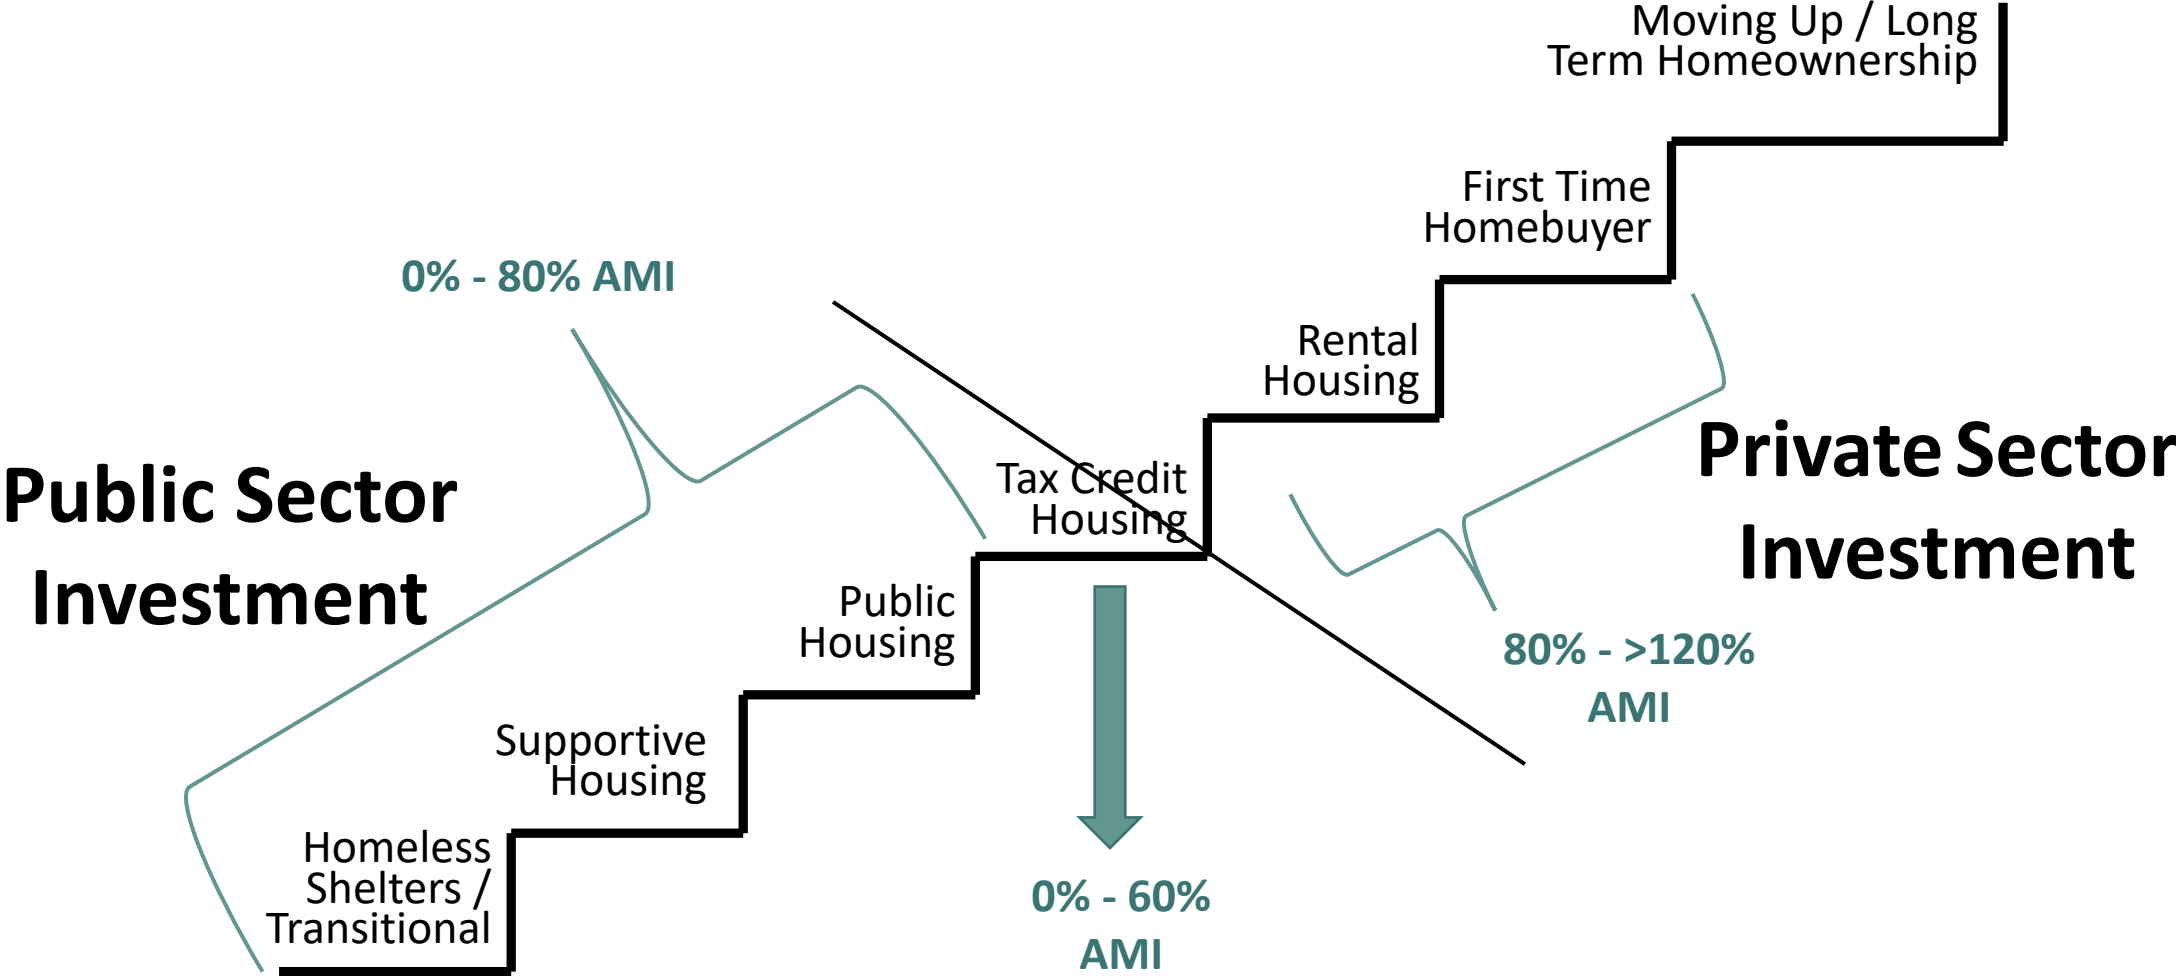 Moving Up / Long
Term Homeownership
First Time
Homebuyer
0% - 80% AMI
Rental
Housing
Private Sector
Investment
Tax Credit
Housing
Public Sector
Investment
Public
Housing
80% - >120%
AMI
Supportive
Housing
Homeless
Shelters /
Transitional
0% - 60%
AMI